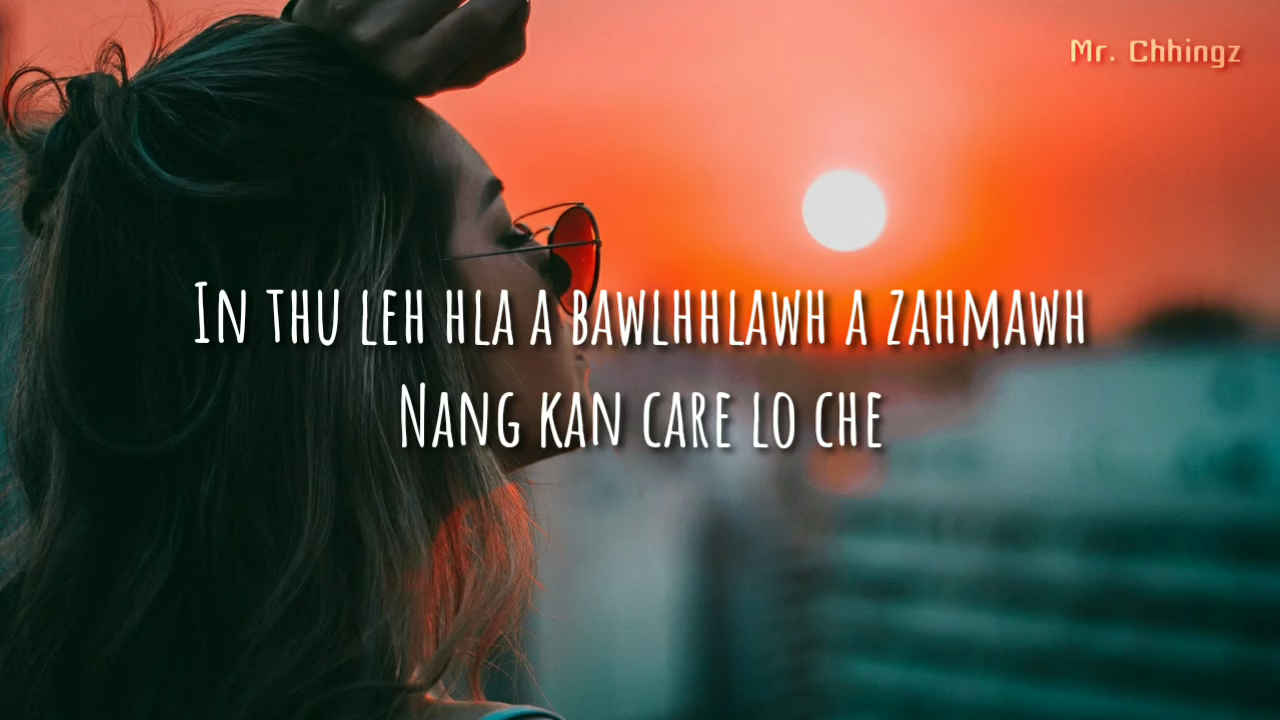 Mr. Chhingz
In thu leh hla a bawlhhlawh a zahmawh
Nang kan care lo che